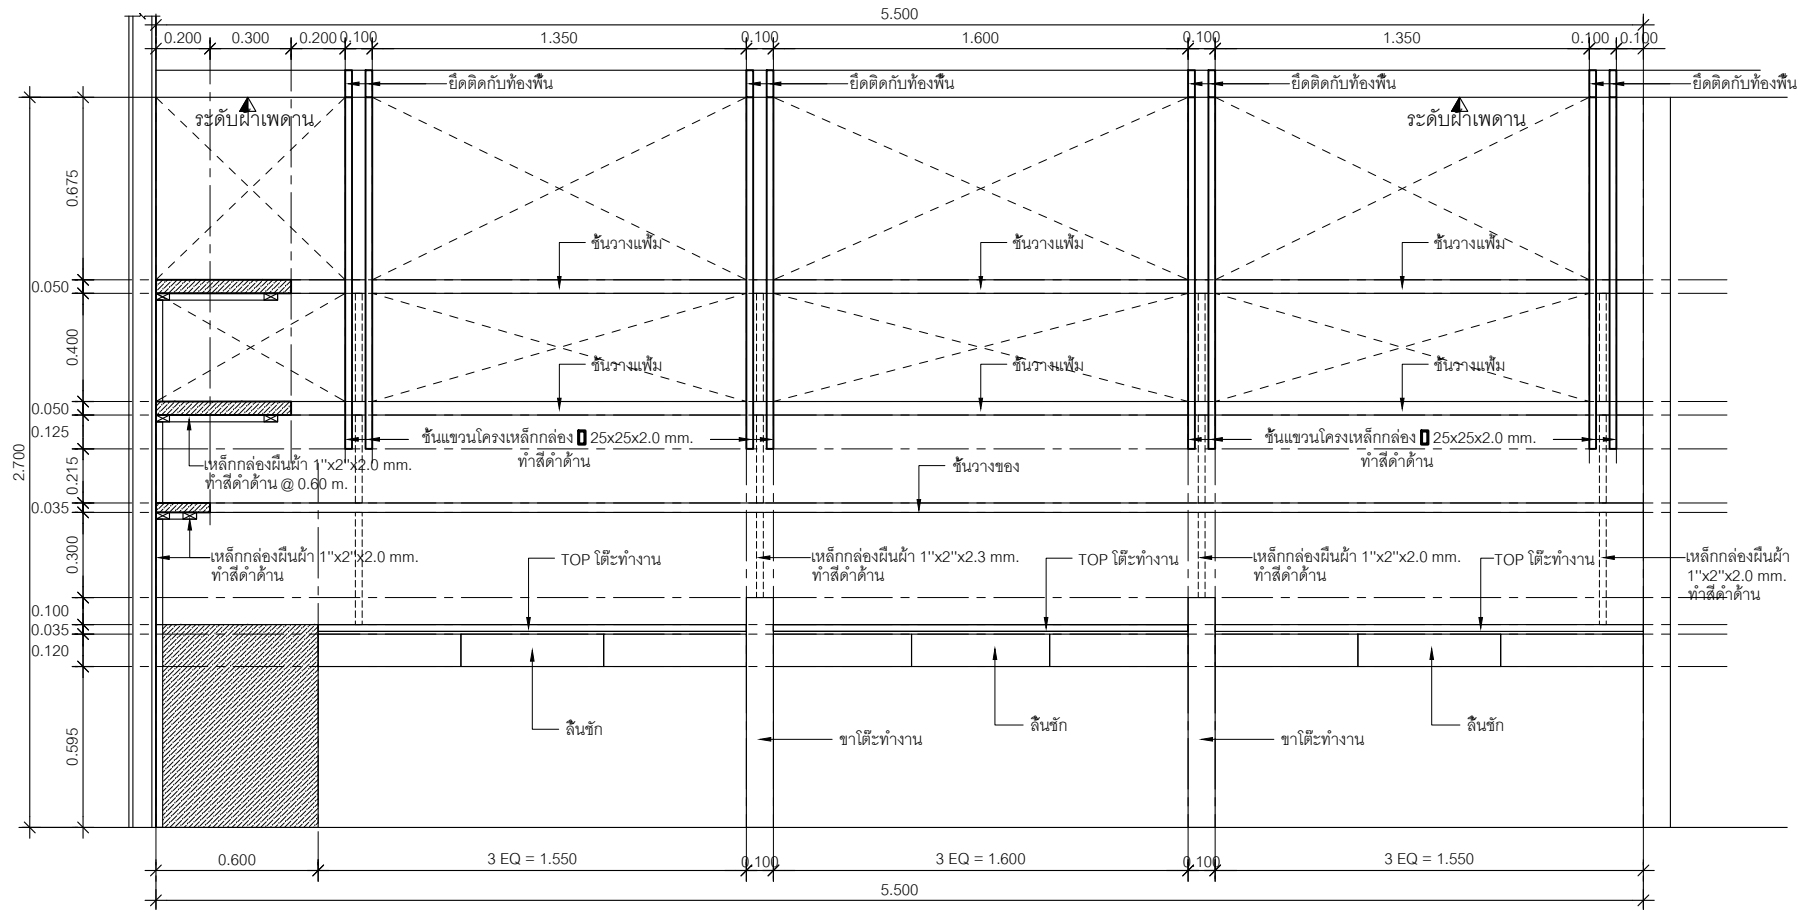 5.500
0.200 0.300 0.200 0.100 1.350 0.100 1.600 0.100 1.350 0.100 0.100
ยึดติดกับท้องพื้น ยึดติดกับท้องพื้น ยึดติดกับท้องพื้น ยึดติดกับท้องพื้น
ระดับฝ้าเพดาน ระดับฝ้าเพดาน
0.675
ชั้นวางแฟ้ม ชั้นวางแฟ้ม ชั้นวางแฟ้ม
0.050
0.400
ชั้นวางแฟ้ม ชั้นวางแฟ้ม ชั้นวางแฟ้ม
0.050
0.125
ชั้นแขวนโครงเหล็กกล่อง 25x25x2.0 mm.
ทำสีดำด้าน
ชั้นแขวนโครงเหล็กกล่อง 25x25x2.0 mm.
ทำสีดำด้าน
2.700
0.215
เหล็กกล่องผืนผ้า 1''x2''x2.0 mm.
ทำสีดำด้าน @ 0.60 m.
ชั้นวางของ
0.035
0.300
เหล็กกล่องผืนผ้า 1''x2''x2.0 mm.
ทำสีดำด้าน
TOP โต๊ะทำงาน
เหล็กกล่องผืนผ้า 1''x2''x2.3 mm.
ทำสีดำด้าน
TOP โต๊ะทำงาน
เหล็กกล่องผืนผ้า 1''x2''x2.0 mm.
ทำสีดำด้าน
TOP โต๊ะทำงาน
เหล็กกล่องผืนผ้า
1''x2''x2.0 mm.
ทำสีดำด้าน
0.100
0.035
0.120
0.595
ลิ้นชัก ลิ้นชัก ลิ้นชัก
ขาโต๊ะทำงาน ขาโต๊ะทำงาน
0.600 3 EQ = 1.550 0.100 3 EQ = 1.600 0.100 3 EQ = 1.550
5.500